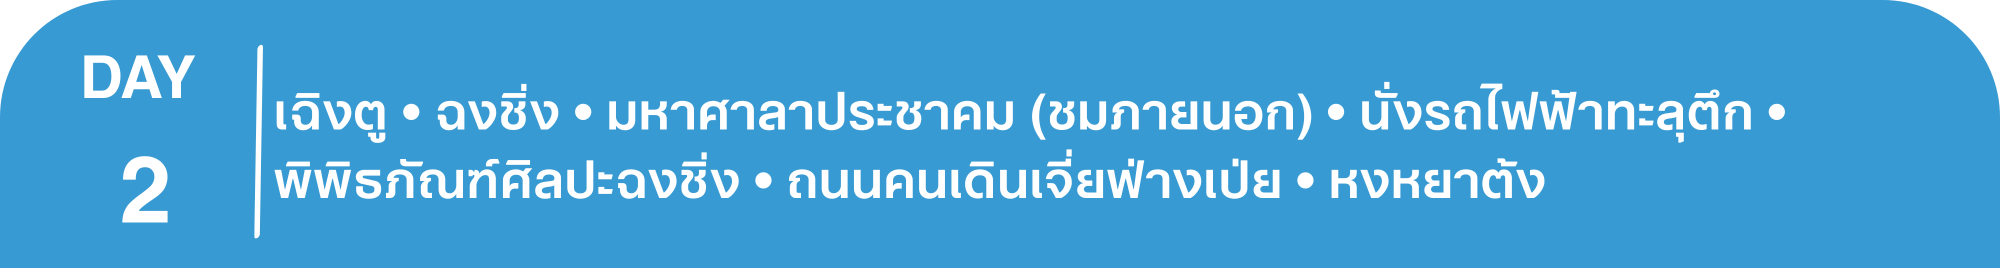 DAY
2
เฉิงตู • ฉงชิ่ง • มหาศาลาประชาคม (ชมภายนอก) • นั่งรถไฟฟ้าทะลุตึก •
พิพิธภัณฑ์ศิลปะฉงชิ่ง • ถนนคนเดินเจี่ยฟ่างเป่ย • หงหยาต้ง